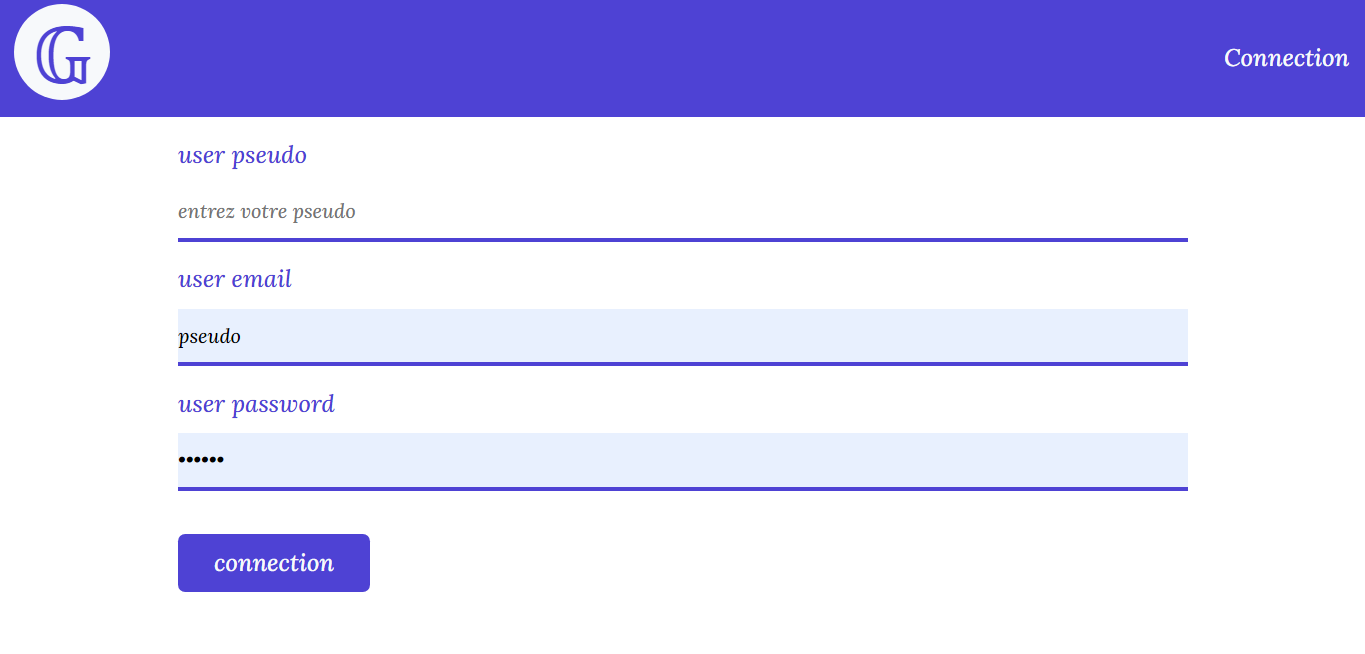 𝔾
Connection
user pseudo
entrez votre pseudo
user email
pseudo
user password
••••••
connection